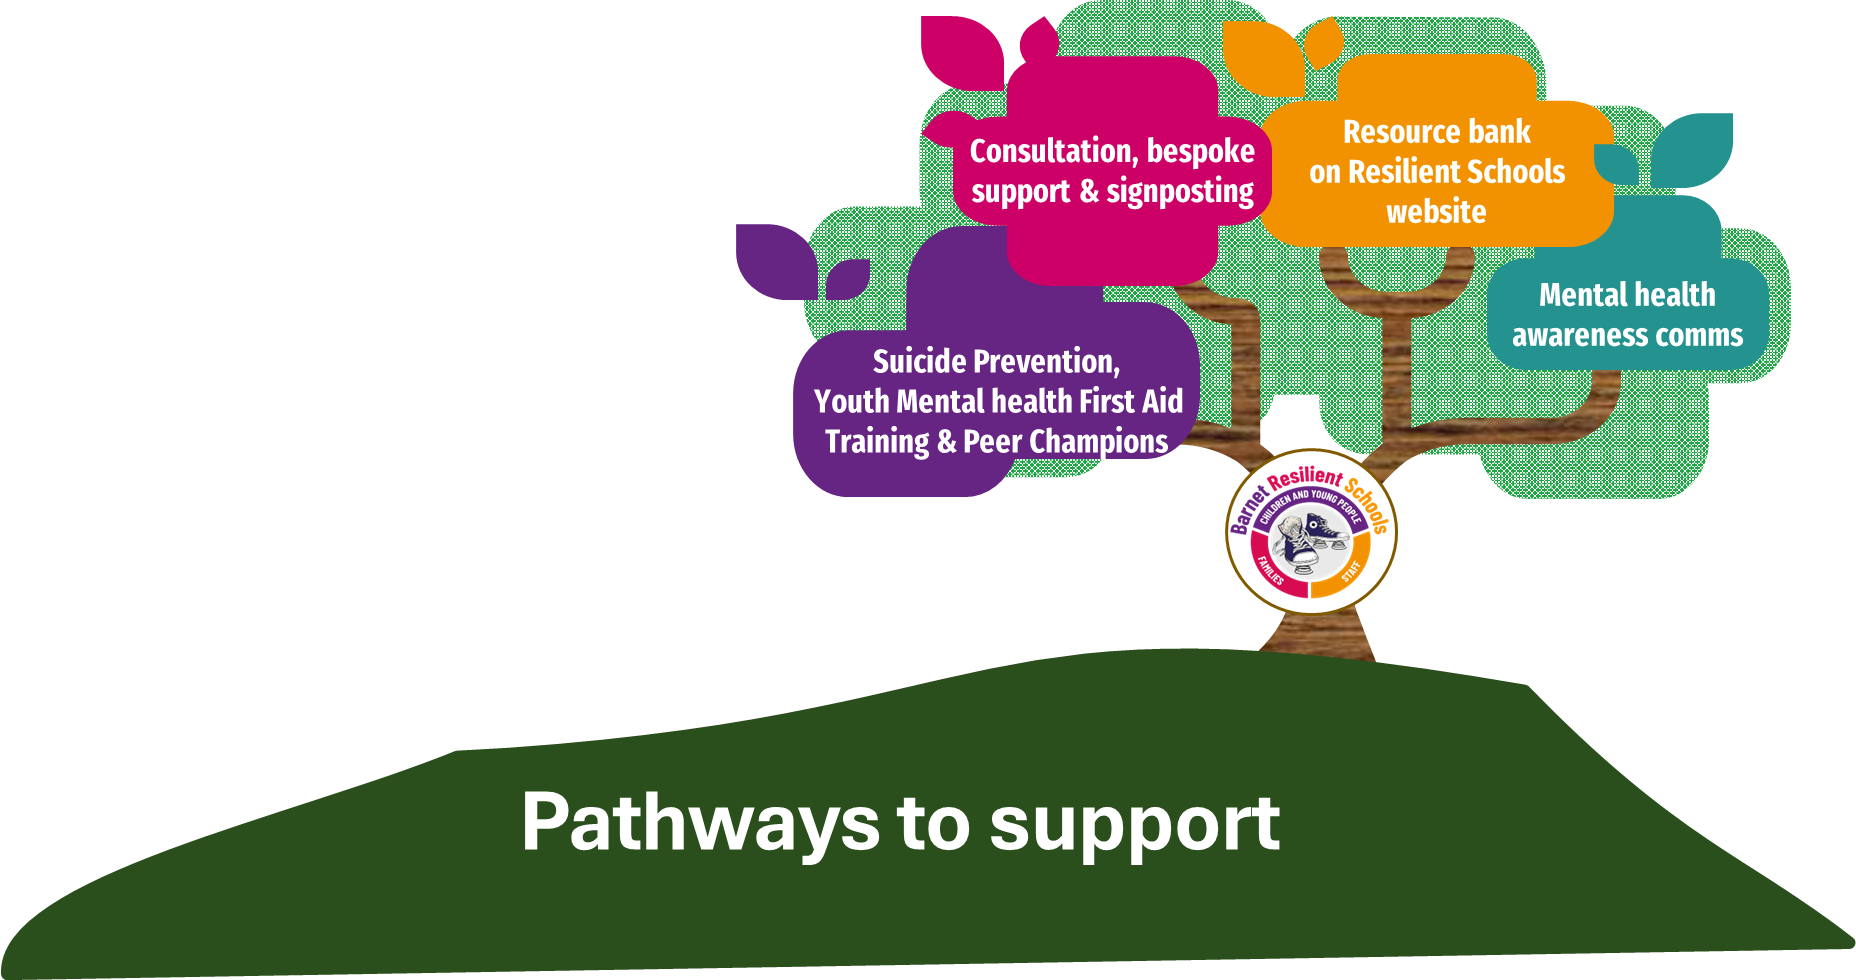 Consultation, bespoke
support & signposting
Resource bank
on Resilient Schools
website
Mental health
awareness comms
Suicide Prevention,
Youth Mental health First Aid
Training & Peer Champions
Barnet Resilient Schools
CHILDREN AND YOUNG PEOPLE
FAMILIES
STAFF
Pathways to support